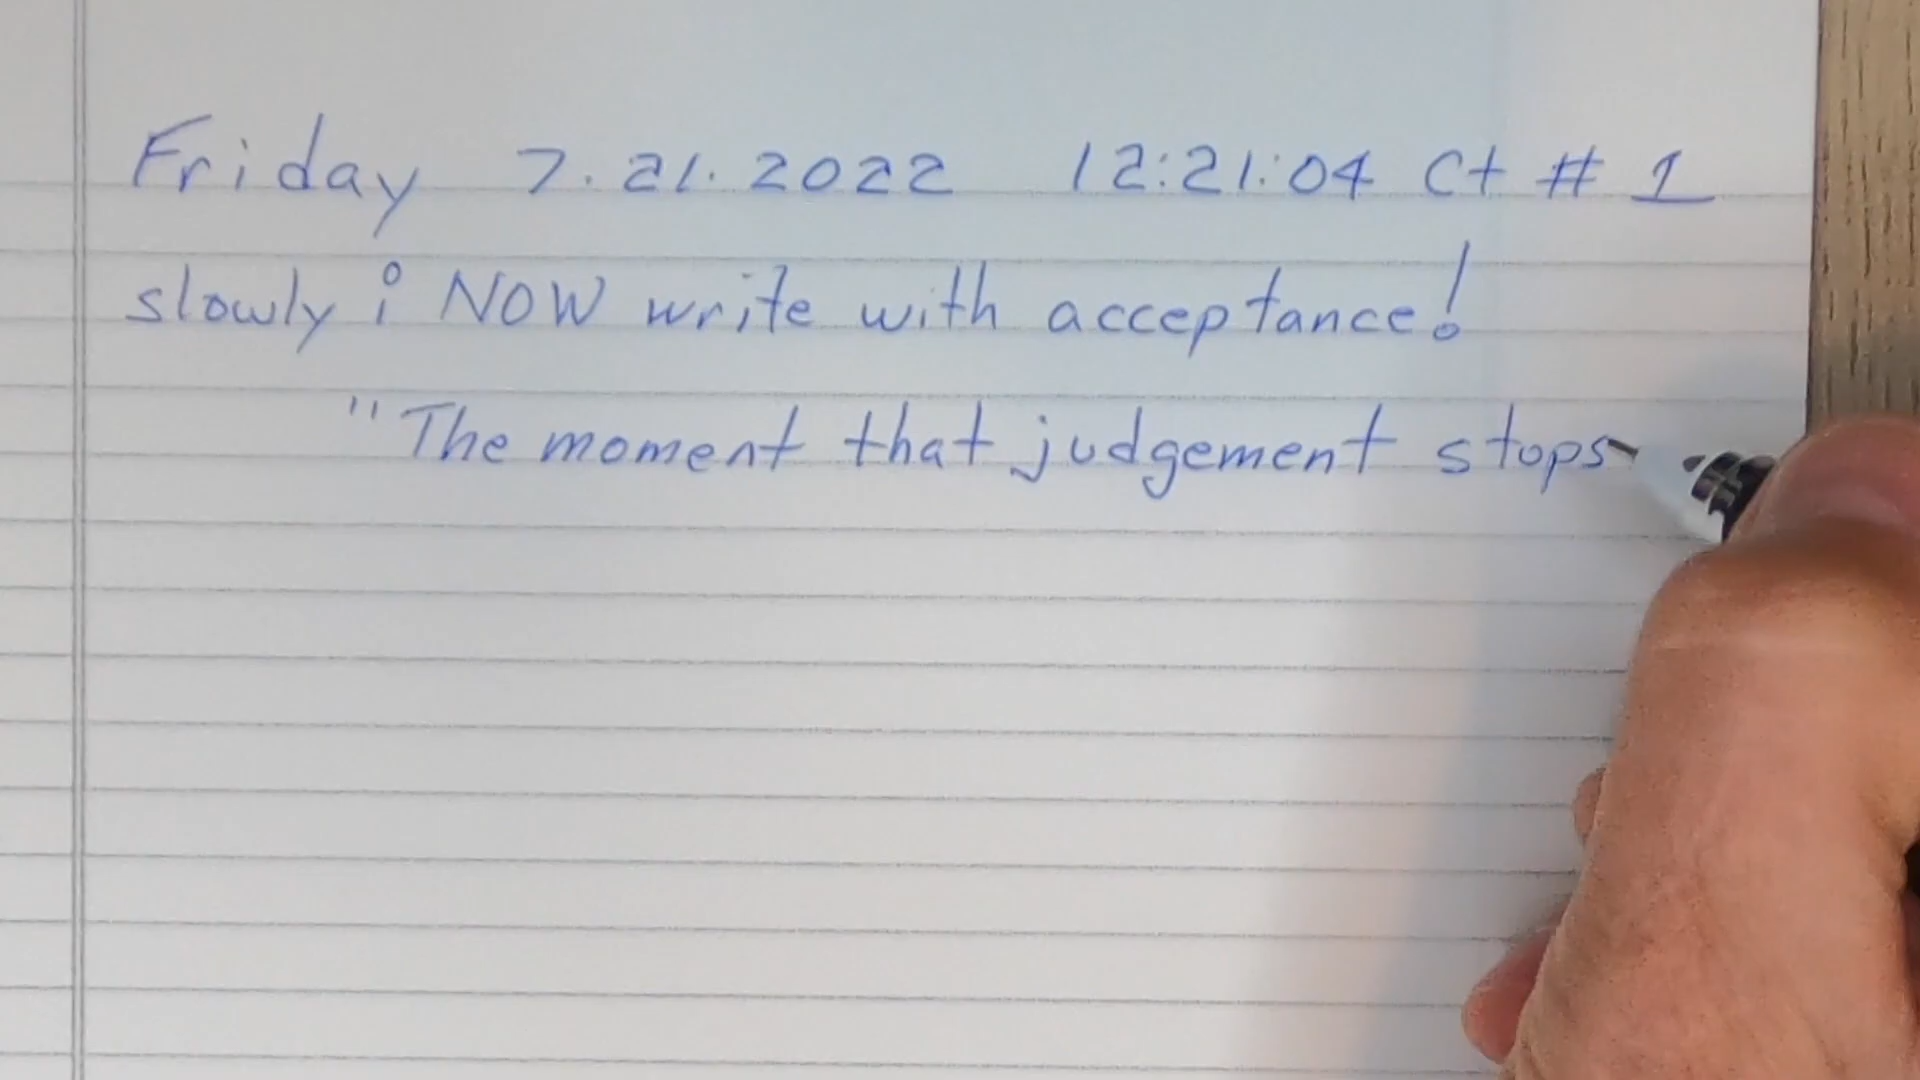 Friday 7.21.2022 12:21:04 Ct # 1
slowly i NOW write with acceptance!
"The moment that judgement stops